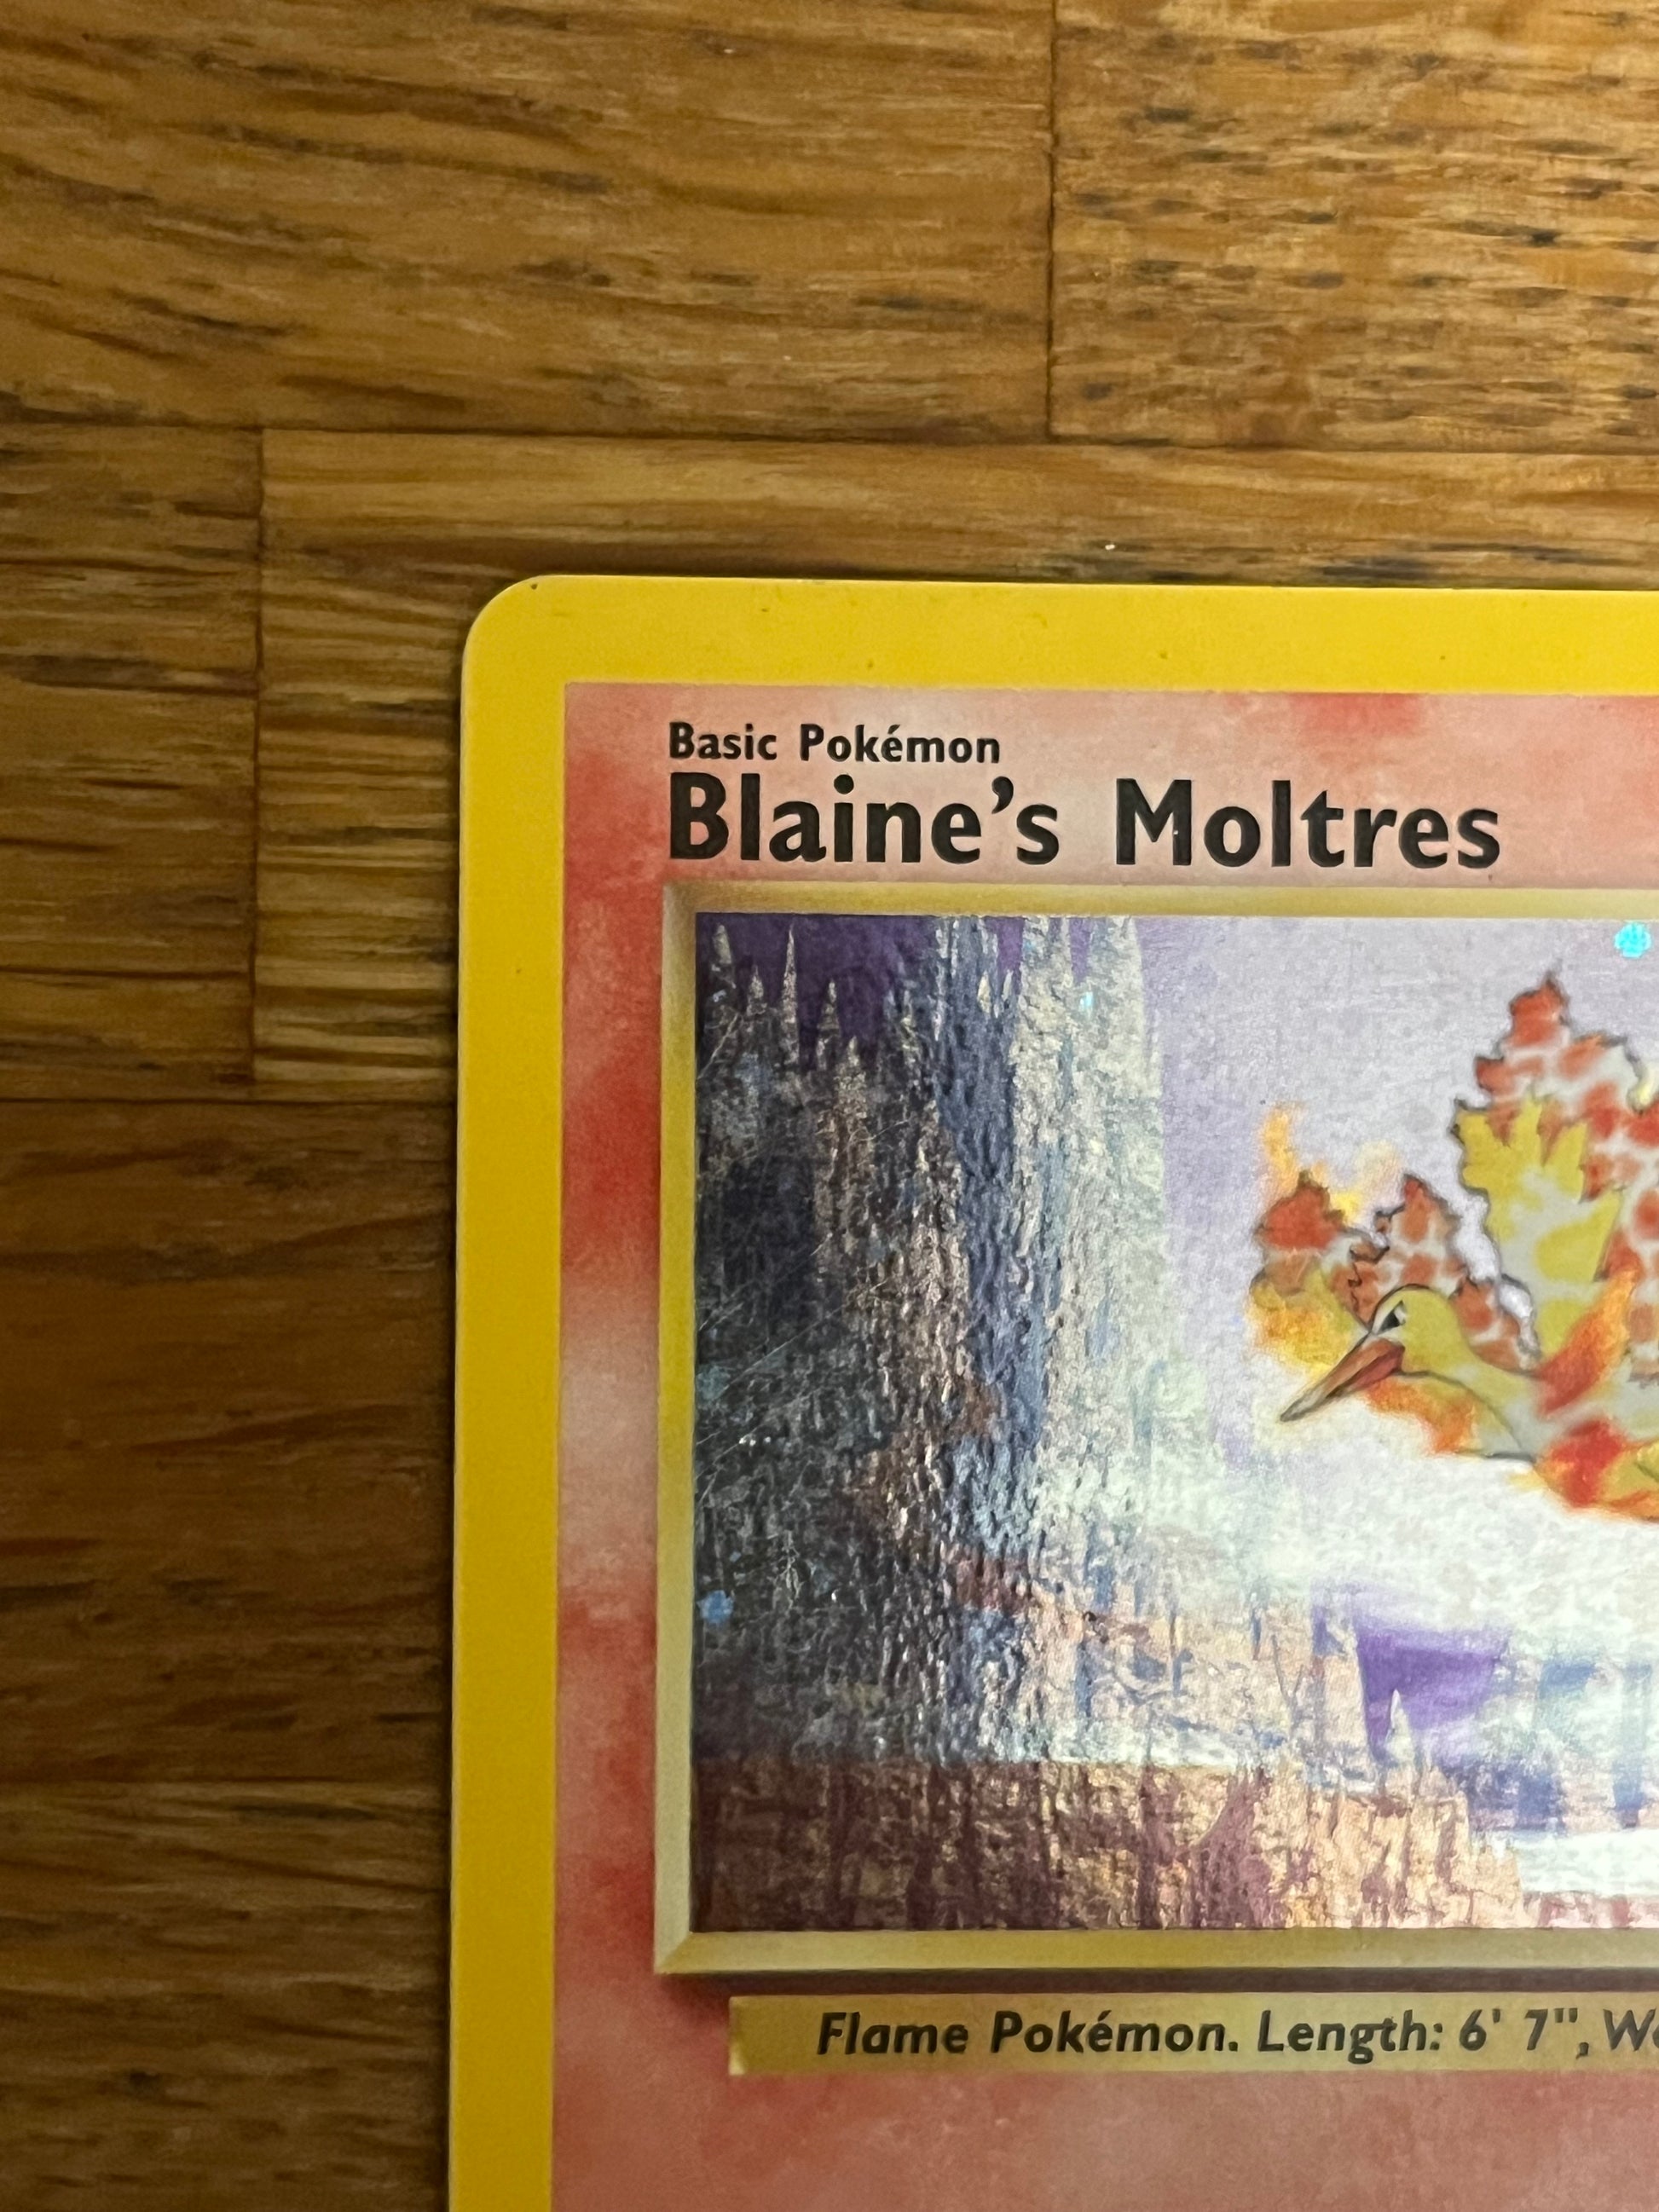 Basic Pokémon
Blaine's Moltres
Flame Pokémon. Length: 6' 7",